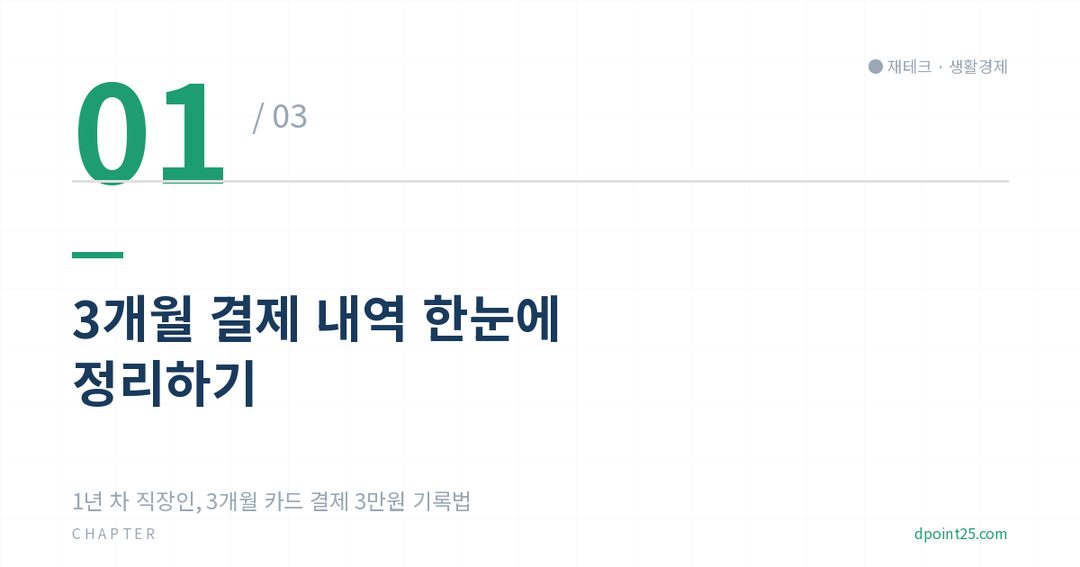 01 / 03
● 재테크 · 생활경제
3개월 결제 내역 한눈에
정리하기
1년 차 직장인, 3개월 카드 결제 3만원 기록법
CHAPTER
dpoint25.com